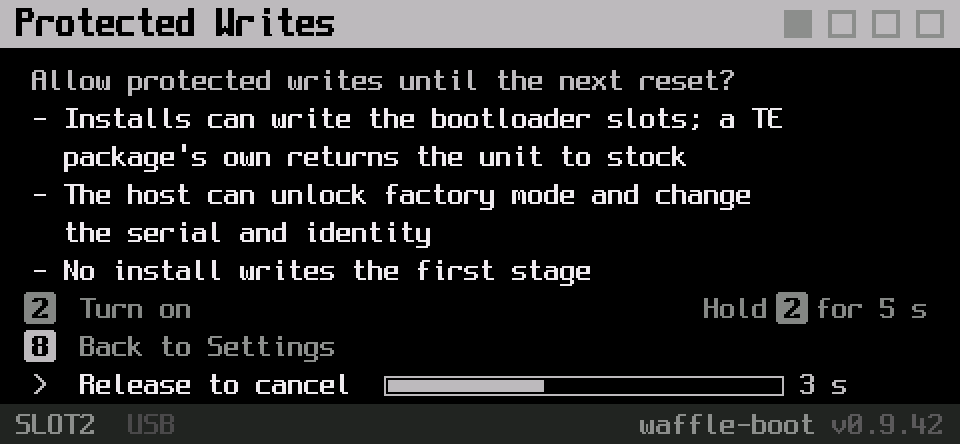 Protected Writes
Allow protected writes until the next reset?
- Installs can write the bootloader slots; a TE
package's own returns the unit to stock
- The host can unlock factory mode and change
the serial and identity
- No install writes the first stage
2 Turn on Hold 2 for 5 s
8 Back to Settings
> Release to cancel 3 s
SLOT2 USB waffle-boot v0.9.42